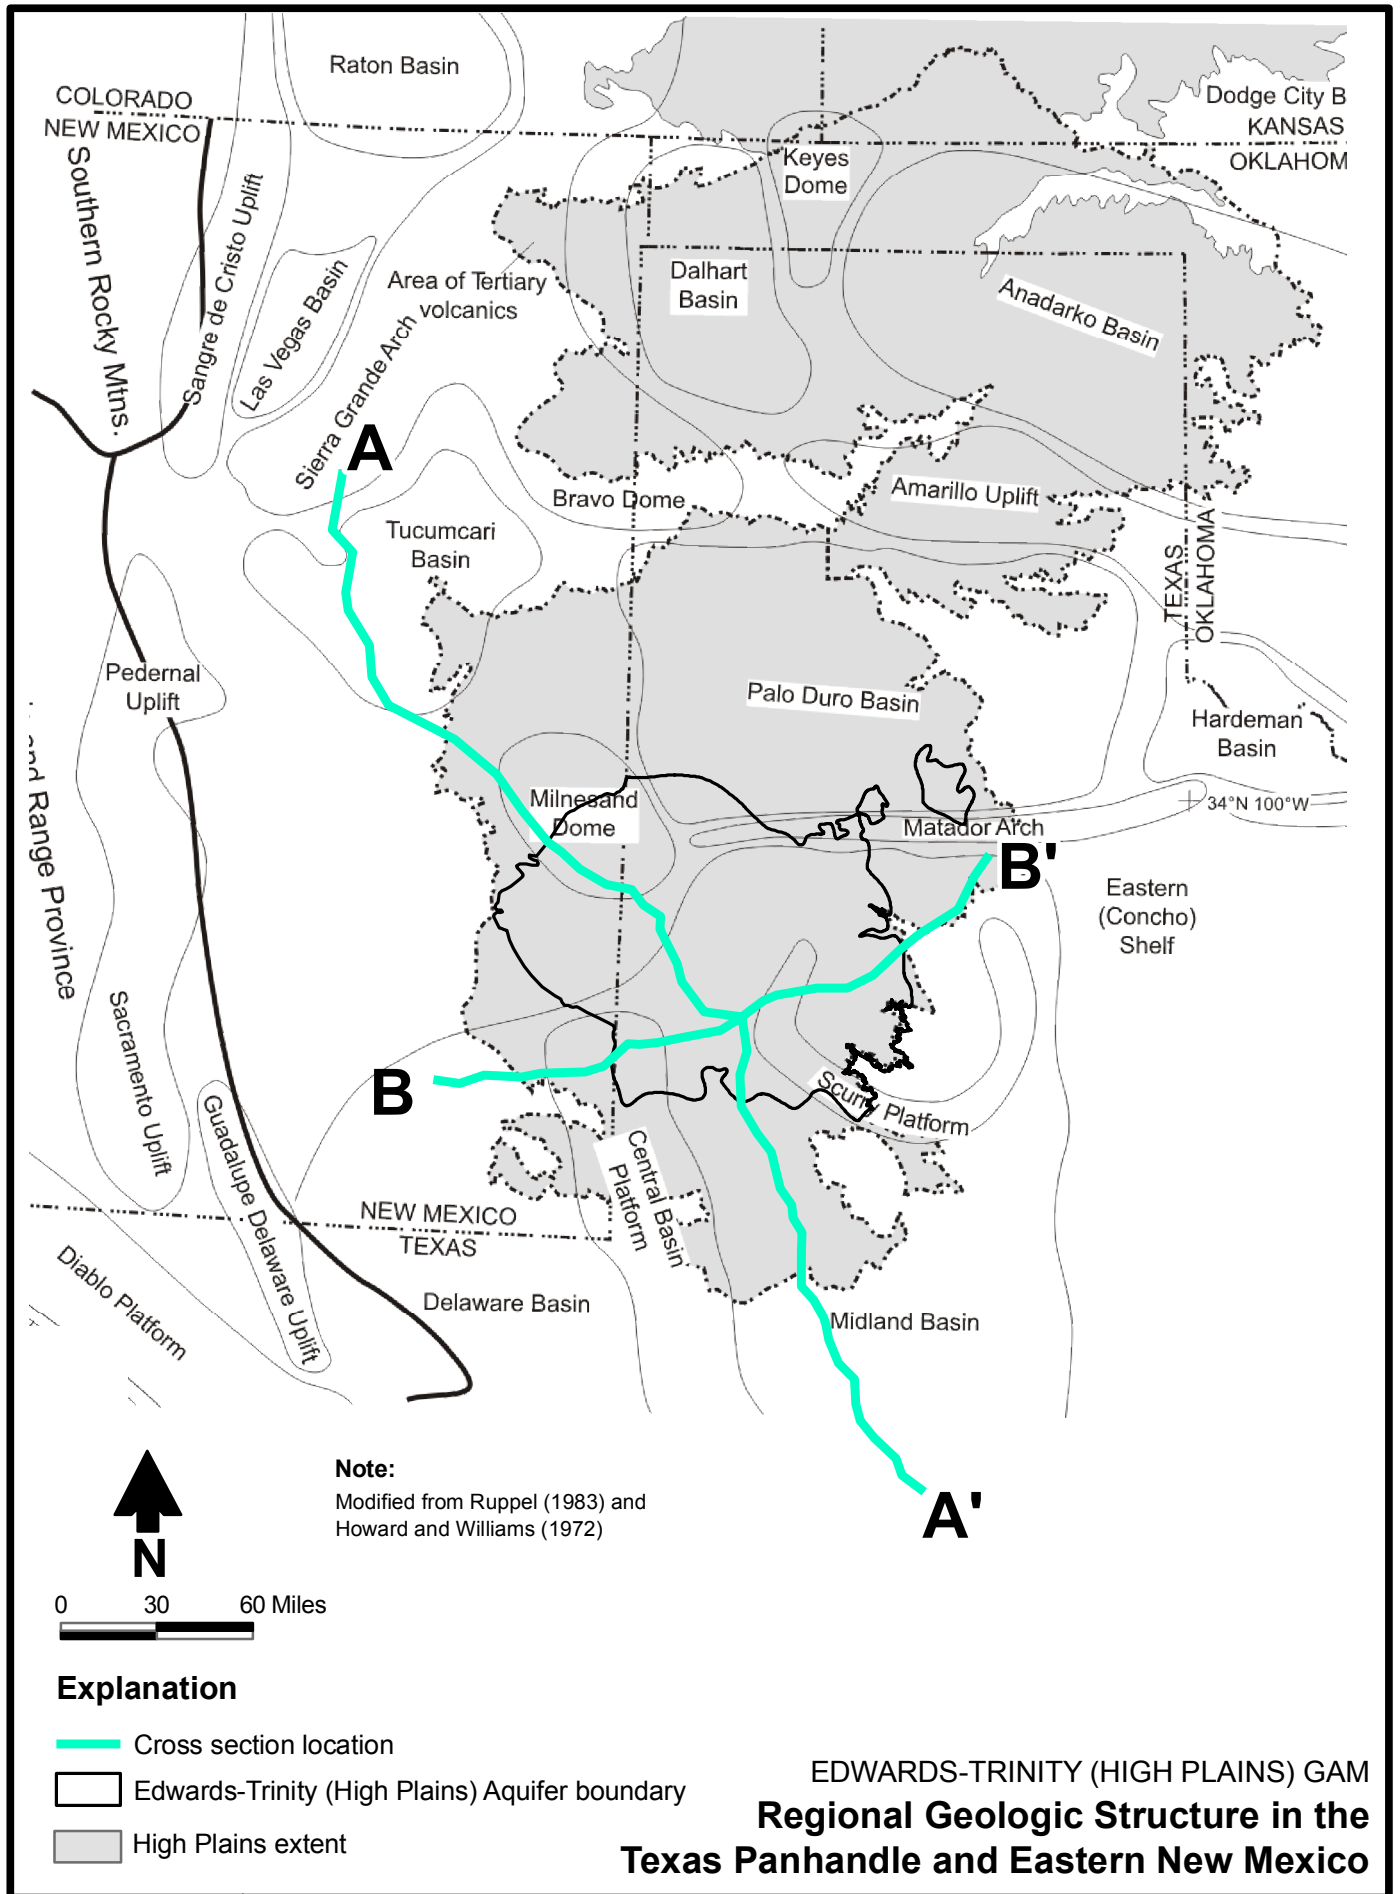 Raton Basin
COLORADO
NEW MEXICO
Dodge City B
KANSAS
OKLAHOM
Keyes
Dome
Southern Rocky Mtns.
Sangre de Cristo Uplift
Las Vegas Basin
Sierra Grande Arch
Area of Tertiary
volcanics
Dalhart
Basin
Anadarko Basin
A
Bravo Dome
Amarillo Uplift
Tucumcari
Basin
TEXAS
OKLAHOMA
Pedernal
Uplift
Palo Duro Basin
Hardeman
Basin
and Range Province
Milnesand
Dome
34°N 100°W
Matador Arch
B'
Eastern
(Concho)
Shelf
Sacramento Uplift
B
Guadalupe Delaware Uplift
Scurry Platform
Central Basin
Platform
NEW MEXICO
TEXAS
Diablo Platform
Delaware Basin
Midland Basin
A'
N
Note:
Modified from Ruppel (1983) and
Howard and Williams (1972)
0 30 60 Miles
Explanation
Cross section location
Edwards-Trinity (High Plains) Aquifer boundary
High Plains extent
EDWARDS-TRINITY (HIGH PLAINS) GAM
Regional Geologic Structure in the
Texas Panhandle and Eastern New Mexico